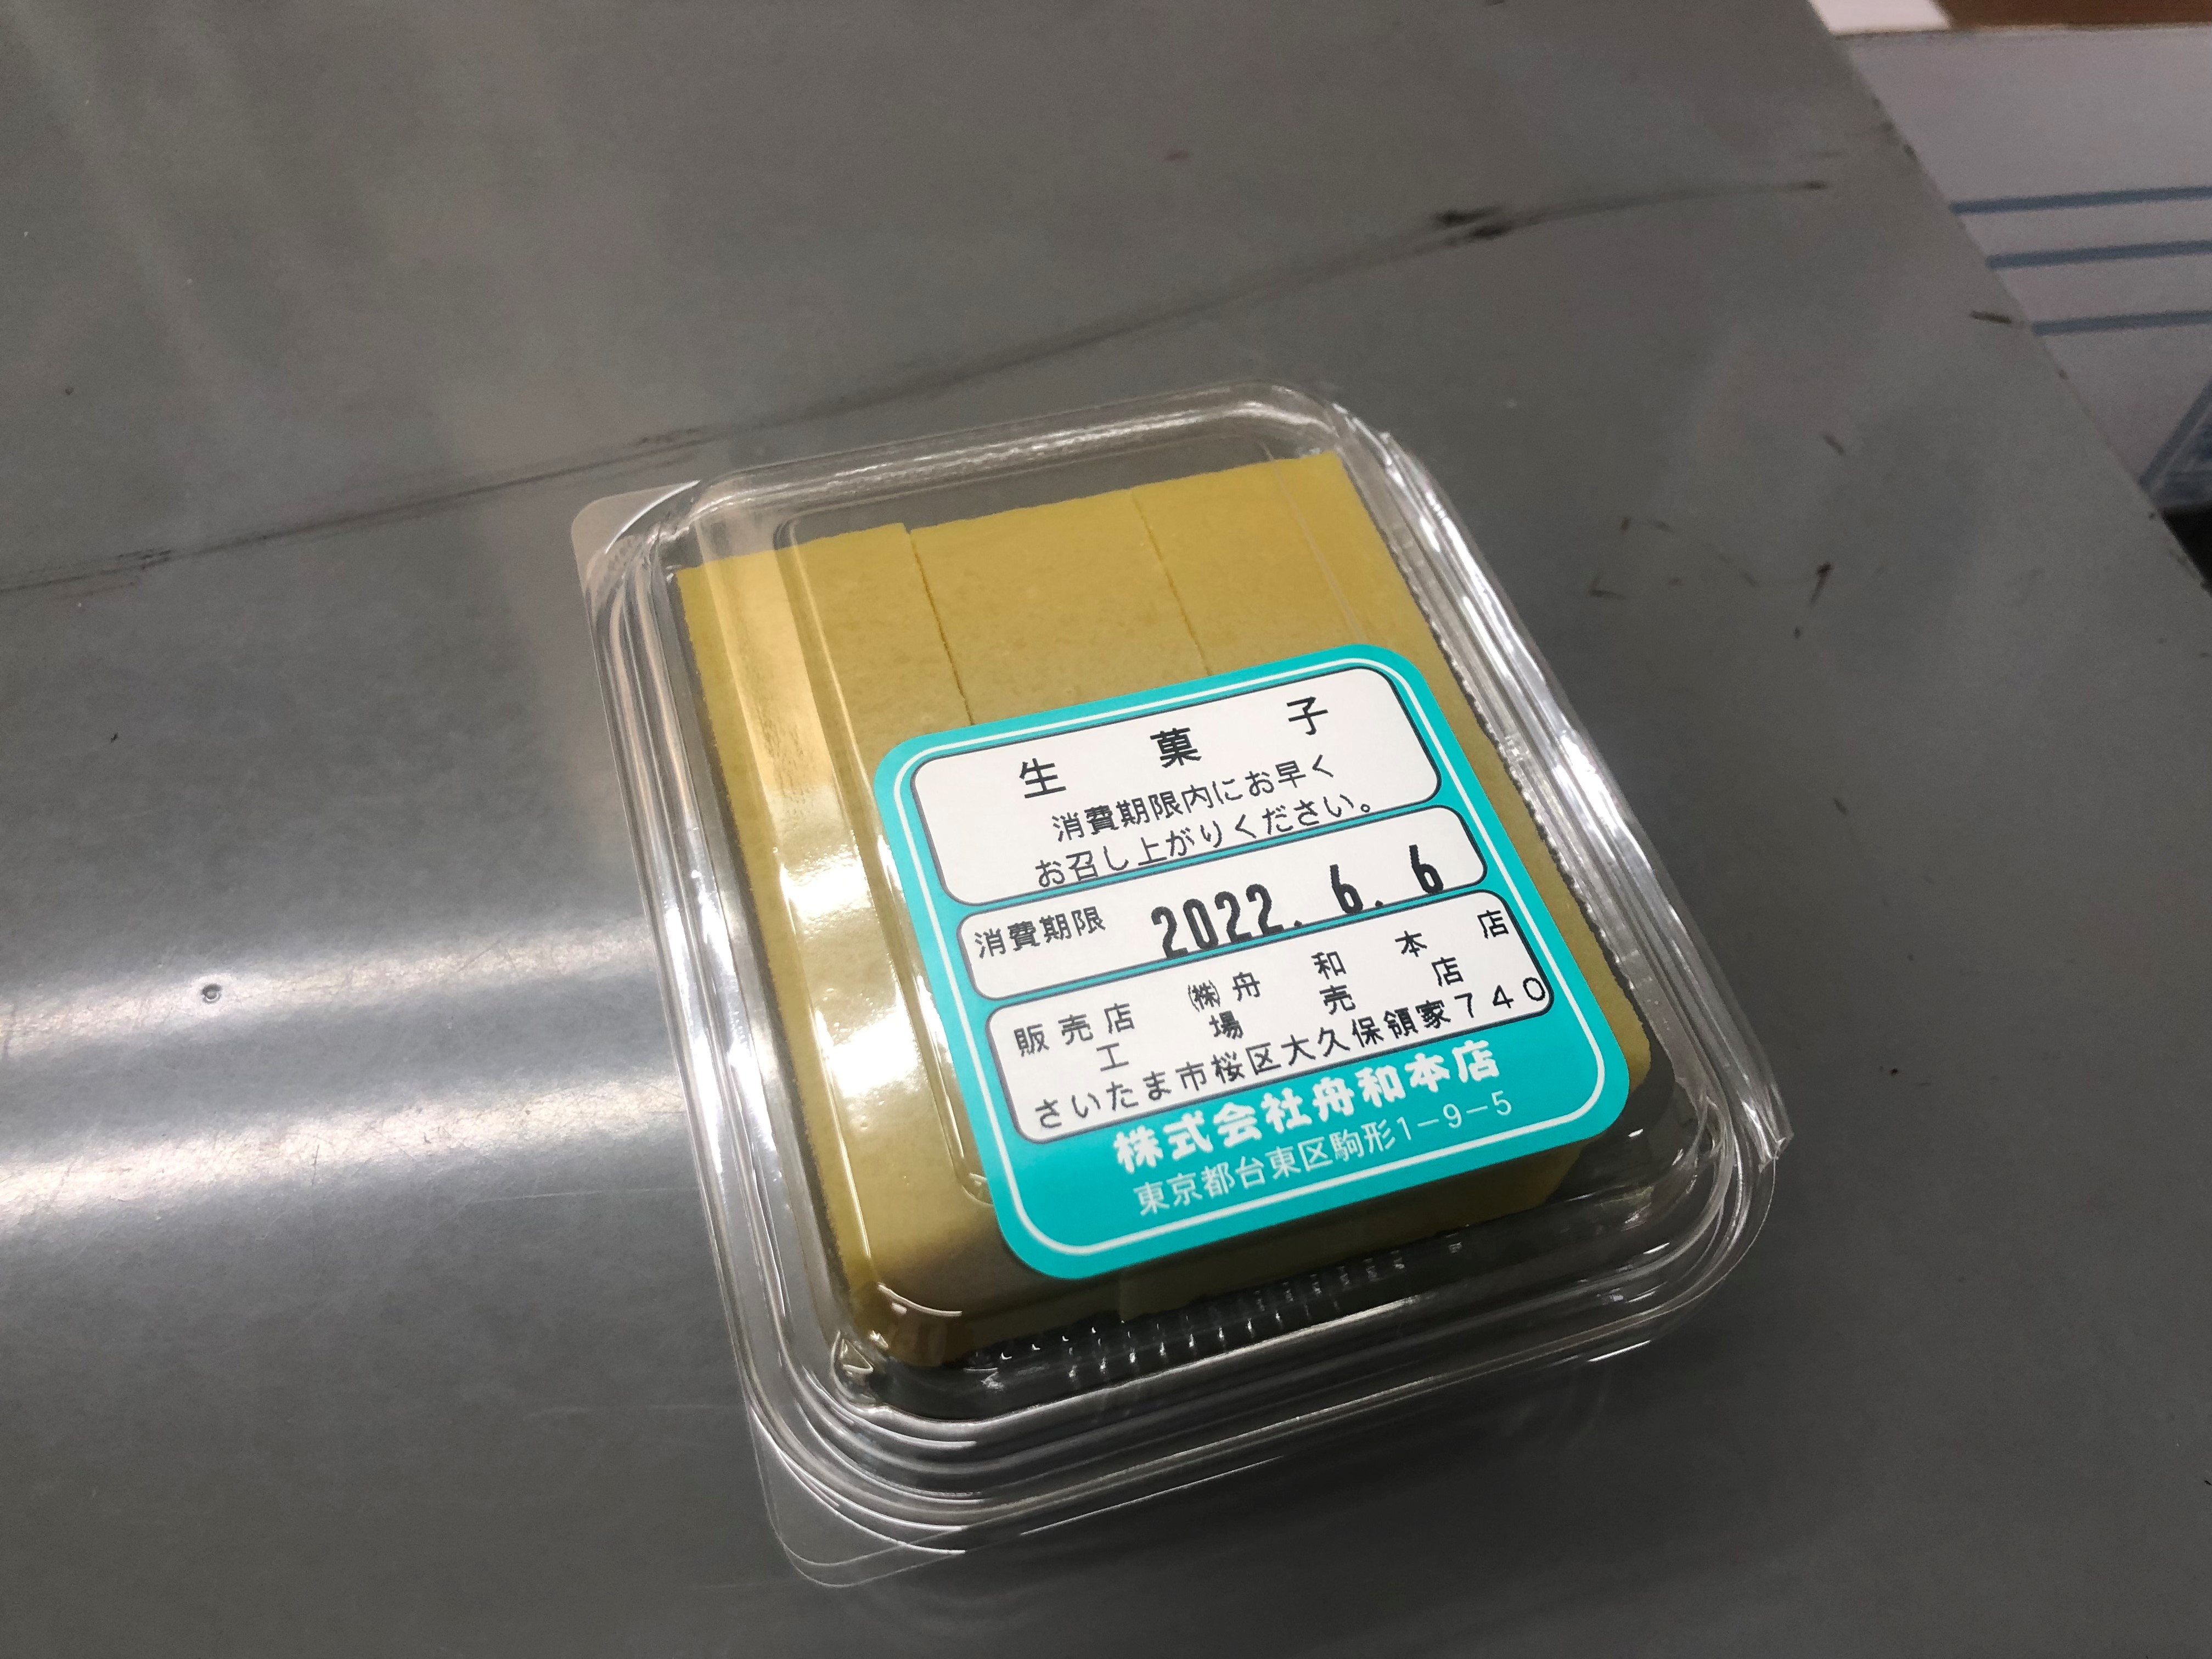 生菓子
消費期限内にお早く
お召し上がりください。
消費期限 2022. 6. 6
販売店 ㈱舟和本店
工場売店
さいたま市桜区大久保領家740
株式会社舟和本店
東京都台東区駒形1-9-5